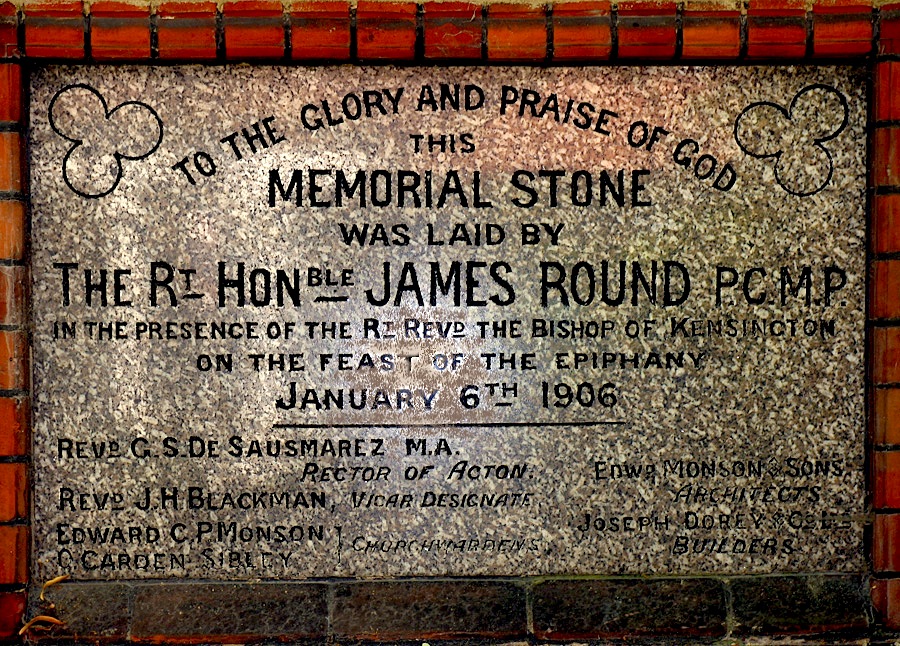 TO THE GLORY AND PRAISE OF GOD
THIS
MEMORIAL STONE
WAS LAID BY
THE RT HONBLE JAMES ROUND P.C. M.P.
IN THE PRESENCE OF THE RT REVD THE BISHOP OF KENSINGTON
ON THE FEAST OF THE EPIPHANY
JANUARY 6TH 1906
REVD G.S. DE SAUSMAREZ M.A.
RECTOR OF ACTON.
REVD J.H. BLACKMAN, VICAR DESIGNATE.
EDWARD C.P. MONSON
C. CARDEN SIBLEY
CHURCHWARDENS.
EDWD MONSON & SONS
ARCHITECTS
JOSEPH DOREY & CO LD
BUILDERS